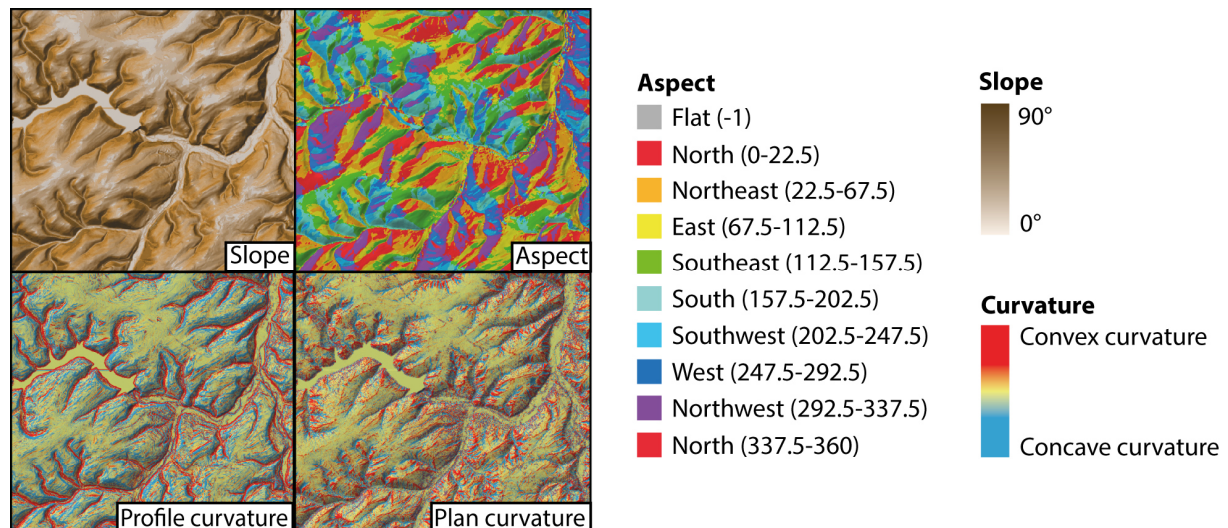 Slope
Aspect
Profile curvature
Plan curvature
Aspect
Flat (-1)
North (0-22.5)
Northeast (22.5-67.5)
East (67.5-112.5)
Southeast (112.5-157.5)
South (157.5-202.5)
Southwest (202.5-247.5)
West (247.5-292.5)
Northwest (292.5-337.5)
North (337.5-360)
Slope
90°
0°
Curvature
Convex curvature
Concave curvature